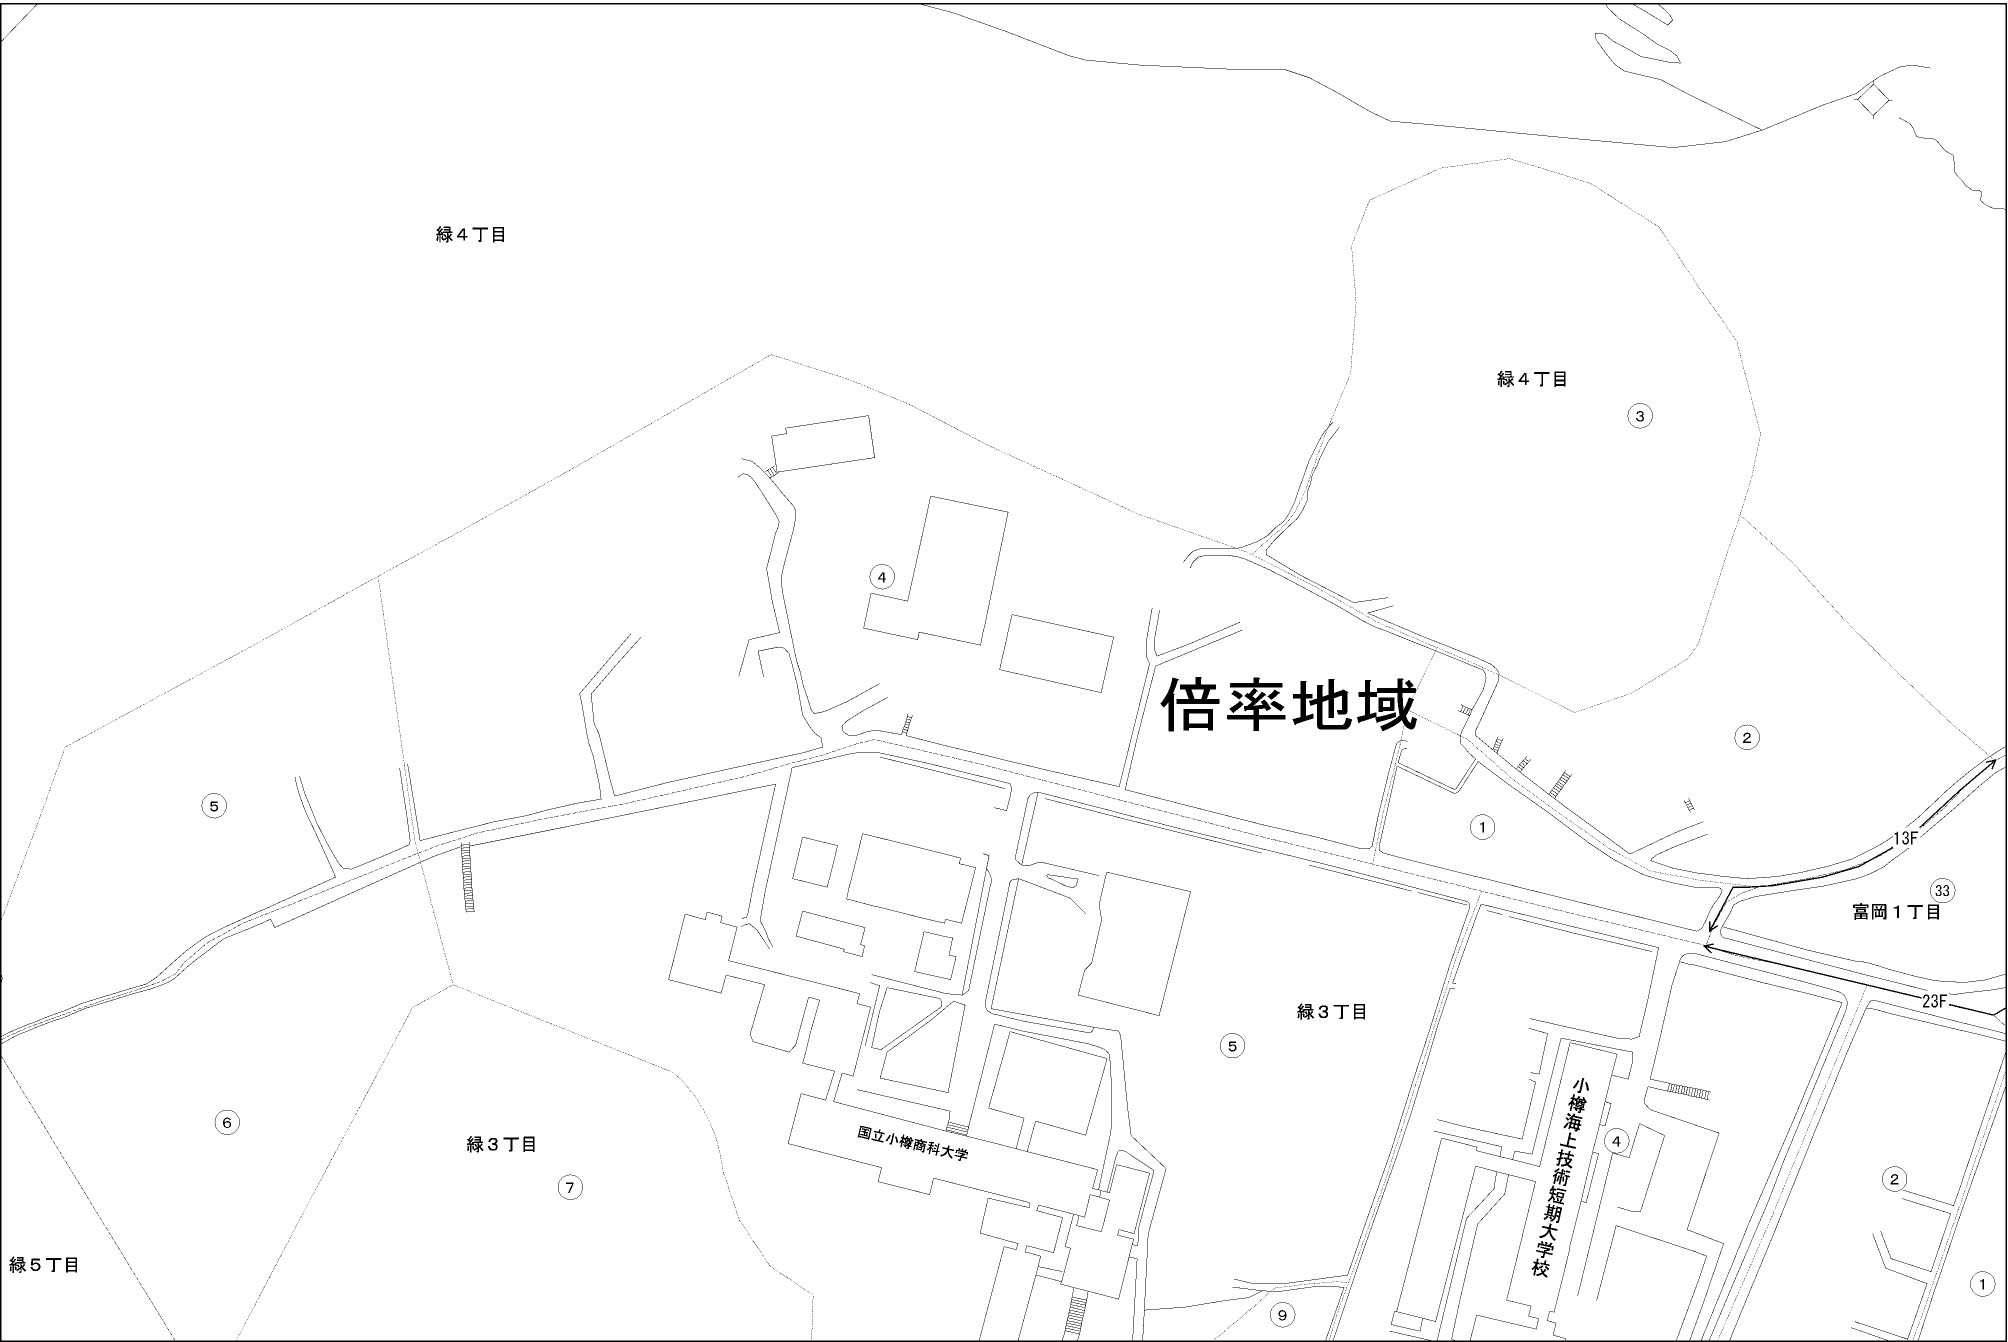 緑４丁目
緑４丁目
3
4
倍率地域
2
5
1
13F
33
富岡１丁目
23F
緑３丁目
5
6
緑３丁目
国立小樽商科大学
小樽海上技術短期大学校
4
7
2
緑５丁目
1
9